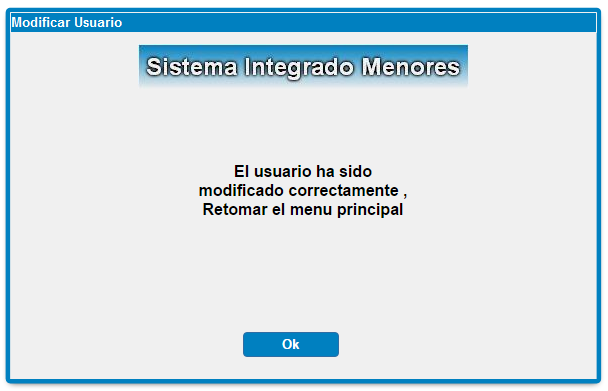 Modificar Usuario
Sistema Integrado Menores
El usuario ha sido
modificado correctamente ,
Retomar el menu principal
Ok